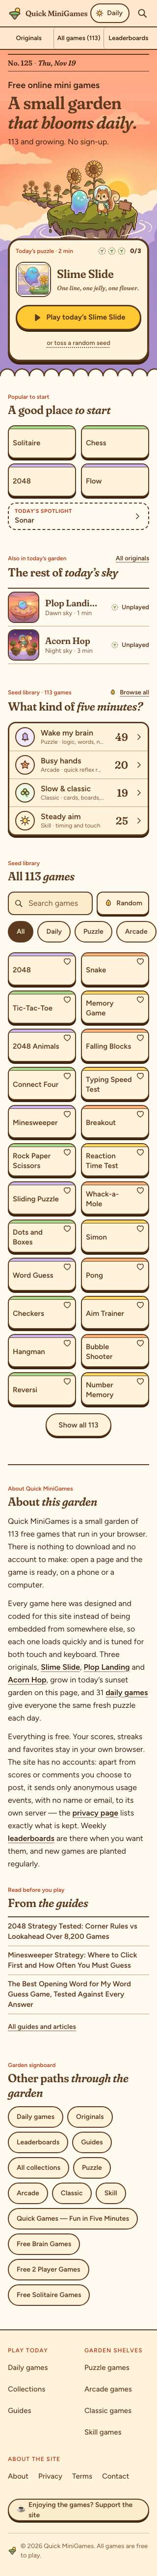 Quick MiniGames
Daily
Originals
All games (113)
Leaderboards
No. 125 · Thu, Nov 19
Free online mini games
A small garden
that blooms daily.
113 and growing. No sign-up.
Today's puzzle · 2 min
0/3
Slime Slide
One line, one jelly, one flower.
Play today's Slime Slide
or toss a random seed
Popular to start
A good place to start
Solitaire
Chess
2048
Flow
TODAY'S SPOTLIGHT
Sonar
Also in today's garden
All originals
The rest of today's sky
Plop Landi...
Dawn sky · 1 min
Unplayed
Acorn Hop
Night sky · 3 min
Unplayed
Seed library · 113 games
Browse all
What kind of five minutes?
Wake my brain
Puzzle · logic, words, n...
49
Busy hands
Arcade · quick reflex r...
20
Slow & classic
Classic · cards, boards,...
19
Steady aim
Skill · timing and touch
25
Seed library
All 113 games
Search games
Random
All
Daily
Puzzle
Arcade
2048
Snake
Tic-Tac-Toe
Memory
Game
2048 Animals
Falling Blocks
Connect Four
Typing Speed
Test
Minesweeper
Breakout
Rock Paper
Scissors
Reaction
Time Test
Sliding Puzzle
Whack-a-
Mole
Dots and
Boxes
Simon
Word Guess
Pong
Checkers
Aim Trainer
Hangman
Bubble
Shooter
Reversi
Number
Memory
Show all 113
About Quick MiniGames
About this garden
Quick MiniGames is a small garden of
113 free games that run in your browser.
There is nothing to download and no
account to make: open a page and the
game is ready, on a phone or a
computer.
Every game here was designed and
coded for this site instead of being
embedded from somewhere else, so
each one loads quickly and is tuned for
both touch and keyboard. Three
originals, Slime Slide, Plop Landing and
Acorn Hop, grow in today's sunset
garden on this page, and 31 daily games
give everyone the same fresh puzzle
each day.
Everything is free. Your scores, streaks
and favorites stay in your own browser.
The site has no accounts: apart from
scores or comments you choose to
post, it sends only anonymous usage
events, with no name or email, to its
own server — the privacy page lists
exactly what is kept. Weekly
leaderboards are there when you want
them, and new games are planted
regularly.
Read before you play
From the guides
2048 Strategy Tested: Corner Rules vs
Lookahead Over 8,200 Games
Minesweeper Strategy: Where to Click
First and How Often You Must Guess
The Best Opening Word for My Word
Guess Game, Tested Against Every
Answer
All guides and articles
Garden signboard
Other paths through the
garden
Daily games
Originals
Leaderboards
Guides
All collections
Puzzle
Arcade
Classic
Skill
Quick Games — Fun in Five Minutes
Free Brain Games
Free 2 Player Games
Free Solitaire Games
PLAY TODAY
GARDEN SHELVES
Daily games
Puzzle games
Collections
Arcade games
Guides
Classic games
Skill games
ABOUT THE SITE
About
Privacy
Terms
Contact
Enjoying the games? Support the
site
© 2026 Quick MiniGames. All games are free
to play.